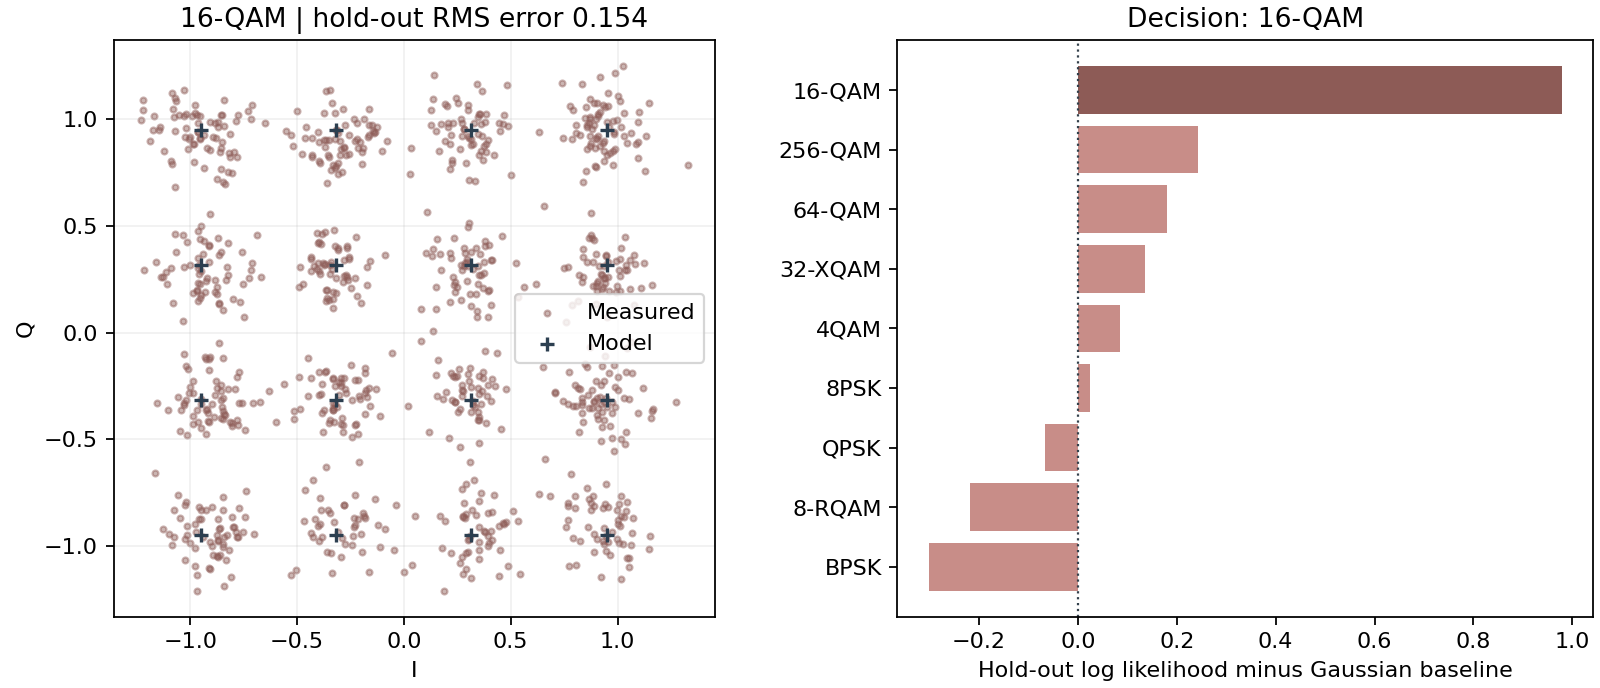 16-QAM | hold-out RMS error 0.154
Q
1.0
0.5
0.0
−0.5
−1.0
Measured
Model
−1.0
−0.5
0.0
0.5
1.0
I
Decision: 16-QAM
16-QAM
256-QAM
64-QAM
32-XQAM
4QAM
8PSK
QPSK
8-RQAM
BPSK
−0.2
0.0
0.2
0.4
0.6
0.8
1.0
Hold-out log likelihood minus Gaussian baseline